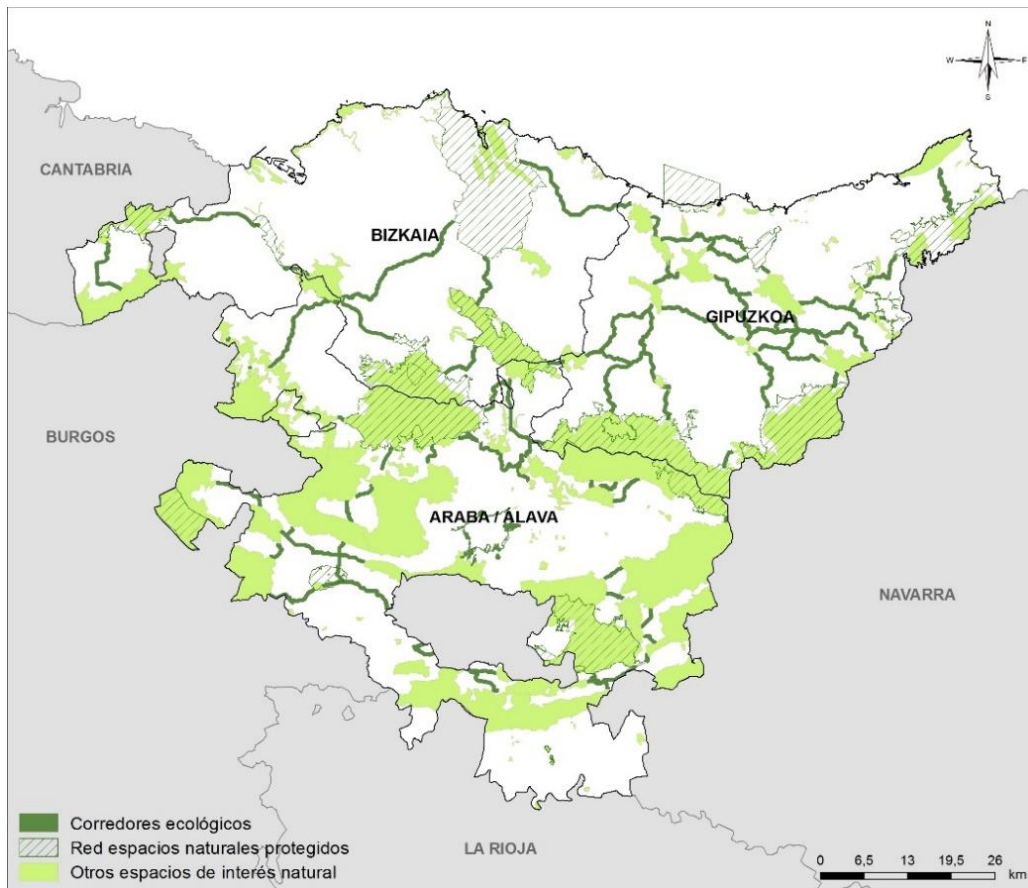 N
W E
S
CANTABRIA
BIZKAIA
GIPUZKOA
BURGOS
ARABA / ÁLAVA
NAVARRA
Corredores ecológicos
Red espacios naturales protegidos
Otros espacios de interés natural
LA RIOJA
0 6,5 13 19,5 26
km